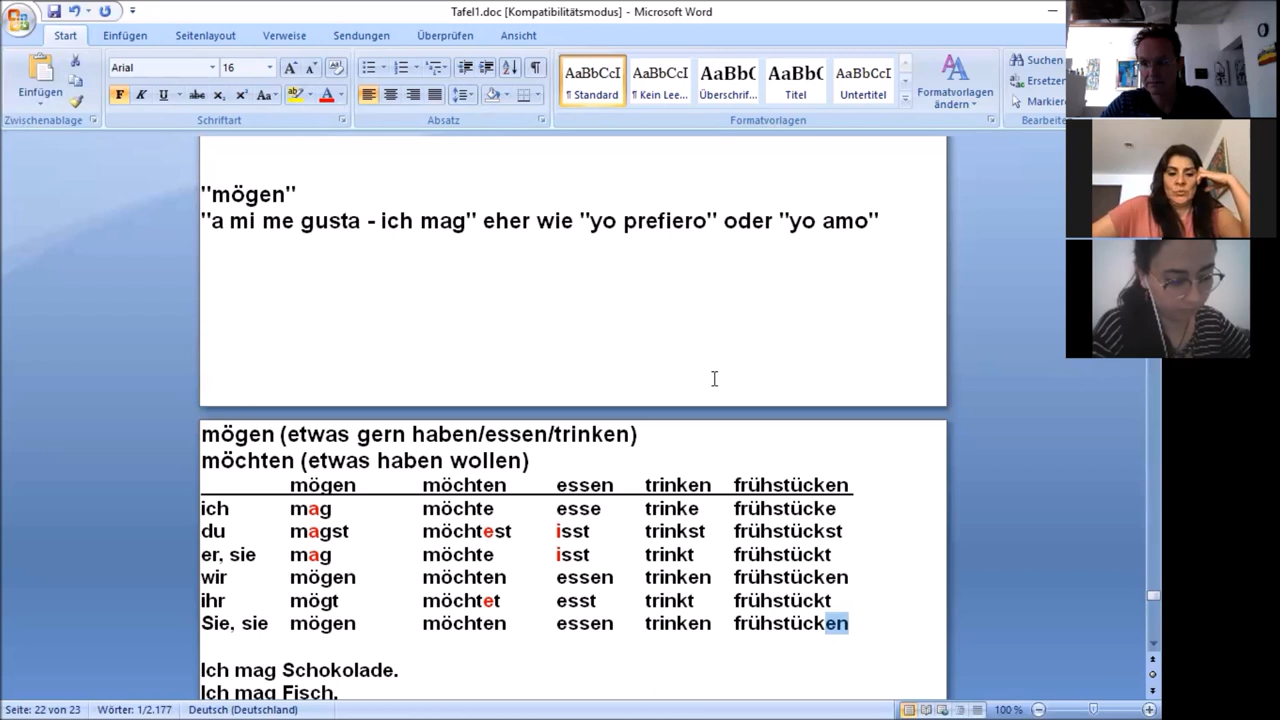 Tafel1.doc [Kompatibilitätsmodus] - Microsoft Word
Start Einfügen Seitenlayout Verweise Sendungen Überprüfen Ansicht
Einfügen
Arial 16
F K U abc x₂ x² Aa
AaBbCcI AaBbCcI AaBbC AaBbC AaBbCcI
¶ Standard ¶ Kein Lee... Überschrif... Titel Untertitel
Formatvorlagen ändern
Suchen
Ersetzen
Markieren
Zwischenablage Schriftart Absatz Formatvorlagen Bearbeite
"mögen"
"a mi me gusta - ich mag" eher wie "yo prefiero" oder "yo amo"
mögen (etwas gern haben/essen/trinken)
möchten (etwas haben wollen)
mögen möchten essen trinken frühstücken
ich mag möchte esse trinke frühstücke
du magst möchtest isst trinkst frühstückst
er, sie mag möchte isst trinkt frühstückt
wir mögen möchten essen trinken frühstücken
ihr mögt möchtet esst trinkt frühstückt
Sie, sie mögen möchten essen trinken frühstücken
Ich mag Schokolade.
Ich mag Fisch.
Seite: 22 von 23 Wörter: 1/2.177 Deutsch (Deutschland) 100 %